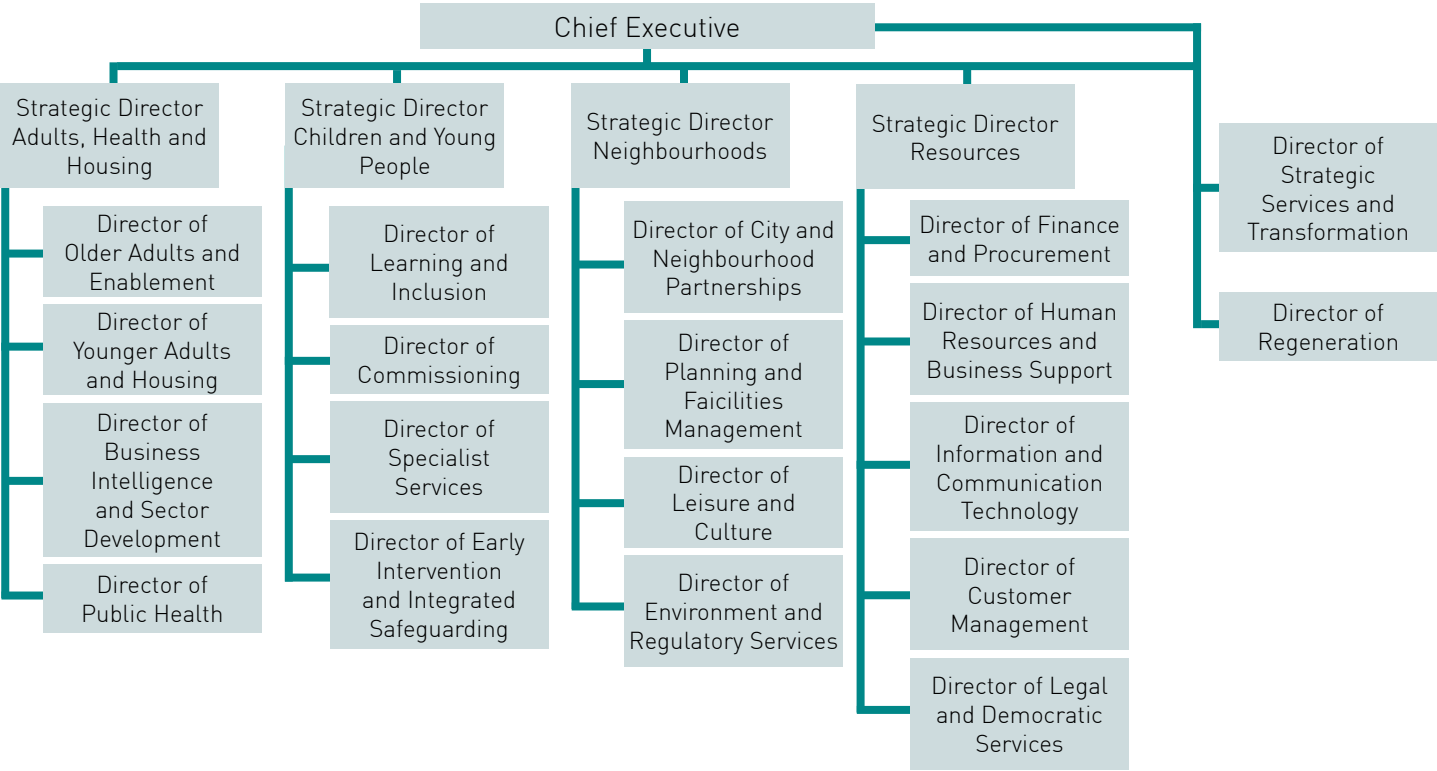 Chief Executive
Strategic Director
Adults, Health and
Housing
Director of
Older Adults and
Enablement
Director of
Younger Adults
and Housing
Director of
Business
Intelligence
and Sector
Development
Director of
Public Health
Strategic Director
Children and Young
People
Director of
Learning and
Inclusion
Director of
Commissioning
Director of
Specialist
Services
Director of Early
Intervention
and Integrated
Safeguarding
Strategic Director
Neighbourhoods
Director of City and
Neighbourhood
Partnerships
Director of
Planning and
Faicilities
Management
Director of
Leisure and
Culture
Director of
Environment and
Regulatory Services
Strategic Director
Resources
Director of Finance
and Procurement
Director of Human
Resources and
Business Support
Director of
Information and
Communication
Technology
Director of
Customer
Management
Director of Legal
and Democratic
Services
Director of
Strategic
Services and
Transformation
Director of
Regeneration